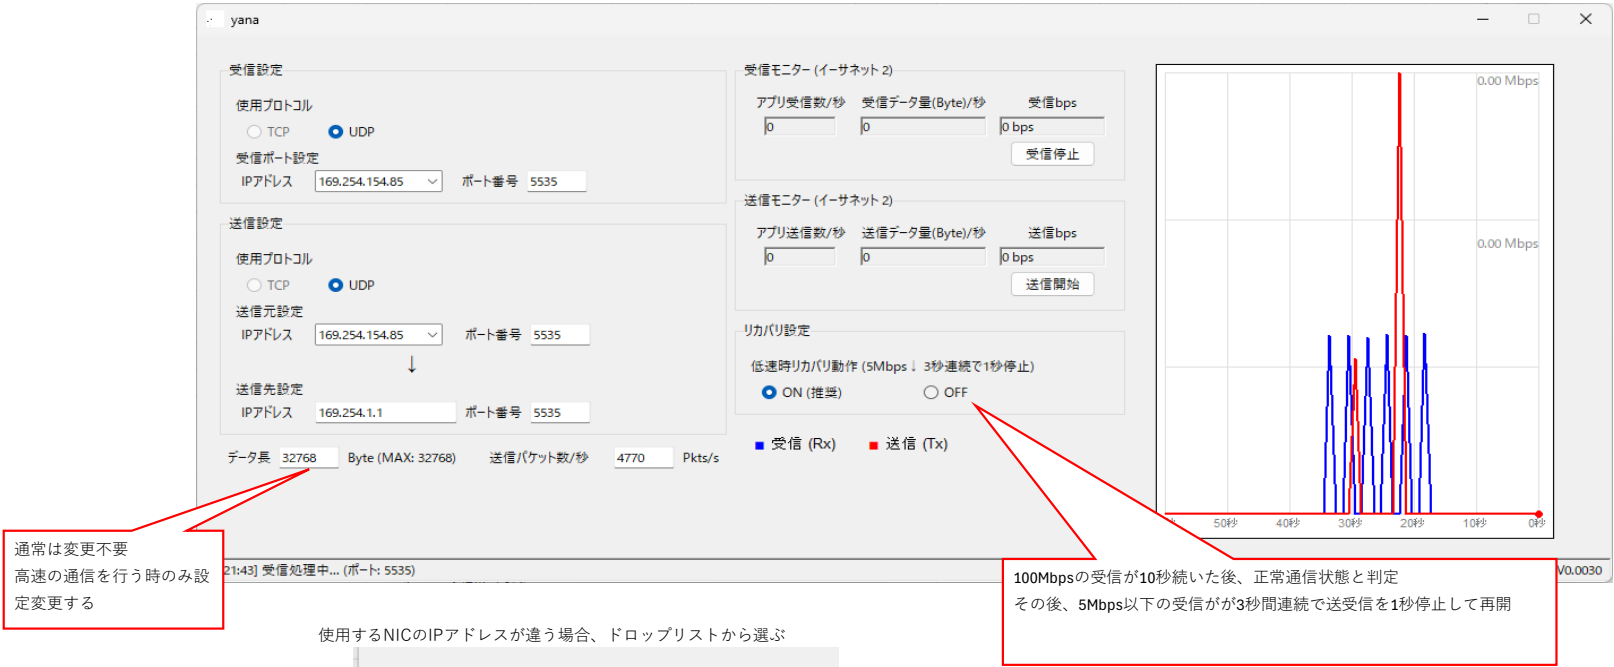 yana
受信設定
使用プロトコル
TCP UDP
受信ポート設定
IPアドレス 169.254.154.85 ポート番号 5535
送信設定
使用プロトコル
TCP UDP
送信元設定
IPアドレス 169.254.154.85 ポート番号 5535
↓
送信先設定
IPアドレス 169.254.1.1 ポート番号 5535
データ長 32768 Byte (MAX: 32768) 送信パケット数/秒 4770 Pkts/s
受信モニター (イーサネット 2)
アプリ受信数/秒 受信データ量(Byte)/秒 受信bps
0 0 0 bps
受信停止
送信モニター (イーサネット 2)
アプリ送信数/秒 送信データ量(Byte)/秒 送信bps
0 0 0 bps
送信開始
リカバリ設定
低速時リカバリ動作 (5Mbps↓ 3秒連続で1秒停止)
ON (推奨) OFF
受信 (Rx) 送信 (Tx)
0.00 Mbps
0.00 Mbps
50秒 40秒 30秒 20秒 10秒 0秒
21:43] 受信処理中... (ポート: 5535)
V0.0030
通常は変更不要
高速の通信を行う時のみ設
定変更する
100Mbpsの受信が10秒続いた後、正常通信状態と判定
その後、5Mbps以下の受信がが3秒間連続で送受信を1秒停止して再開
使用するNICのIPアドレスが違う場合、ドロップリストから選ぶ